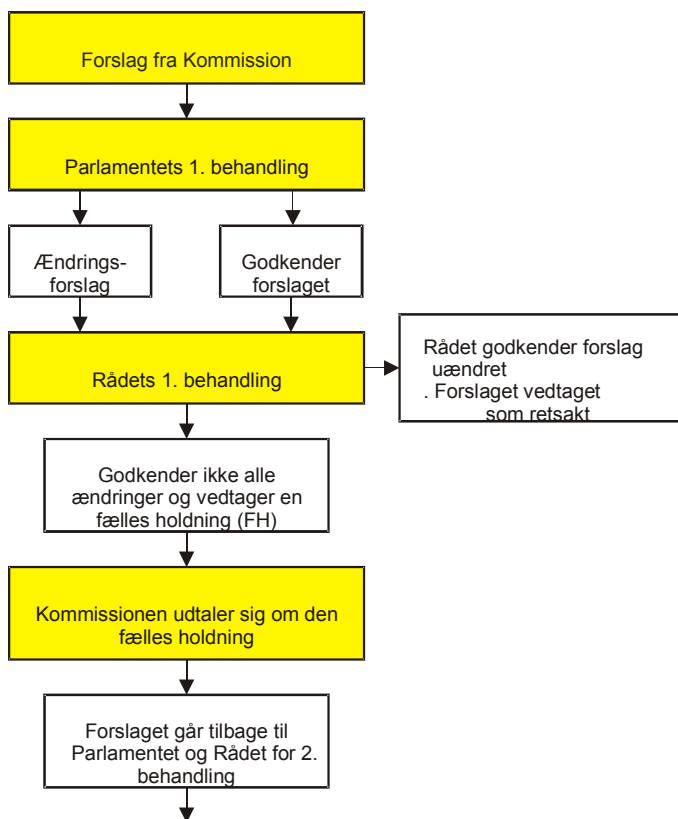 Forslag fra Kommission
Parlamentets 1. behandling
Ændrings-
forslag
Godkender
forslaget
Rådets 1. behandling
Rådet godkender forslag
uændret
. Forslaget vedtaget
som retsakt
Godkender ikke alle
ændringer og vedtager en
fælles holdning (FH)
Kommissionen udtaler sig om den
fælles holdning
Forslaget går tilbage til
Parlamentet og Rådet for 2.
behandling